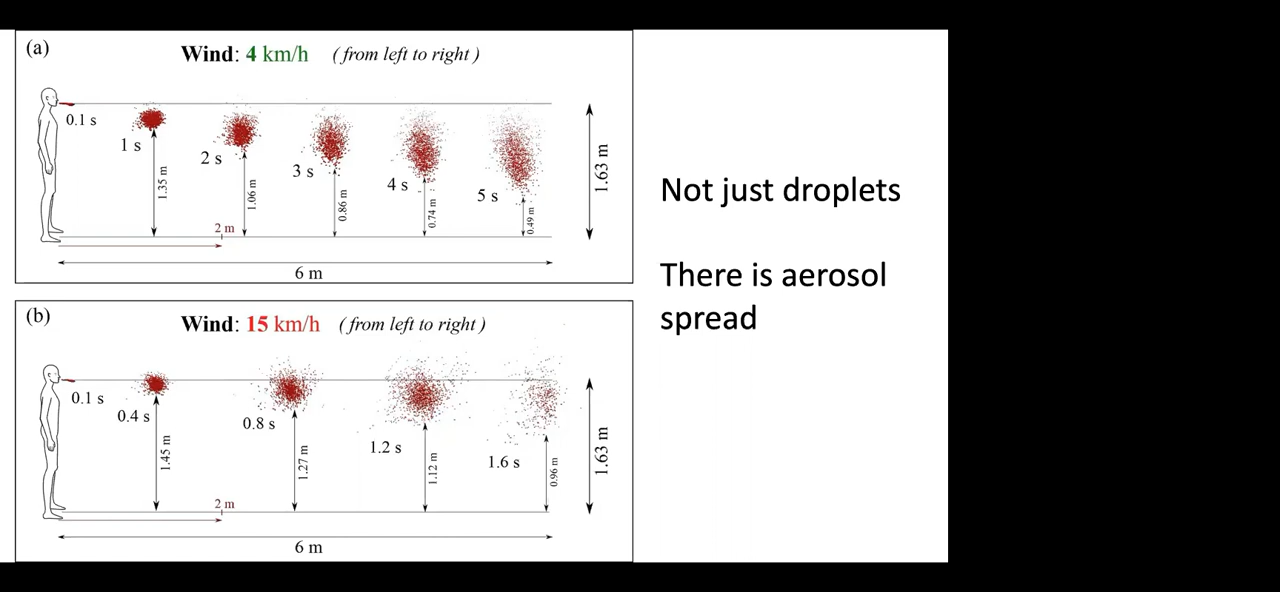 (a)
Wind: 4 km/h (from left to right)
0.1 s
1 s
2 s
3 s
4 s
5 s
1.35 m
1.06 m
0.86 m
0.74 m
0.49 m
1.63 m
2 m
6 m
(b)
Wind: 15 km/h (from left to right)
0.1 s
0.4 s
0.8 s
1.2 s
1.6 s
1.45 m
1.27 m
1.12 m
0.96 m
1.63 m
2 m
6 m
Not just droplets
There is aerosol
spread